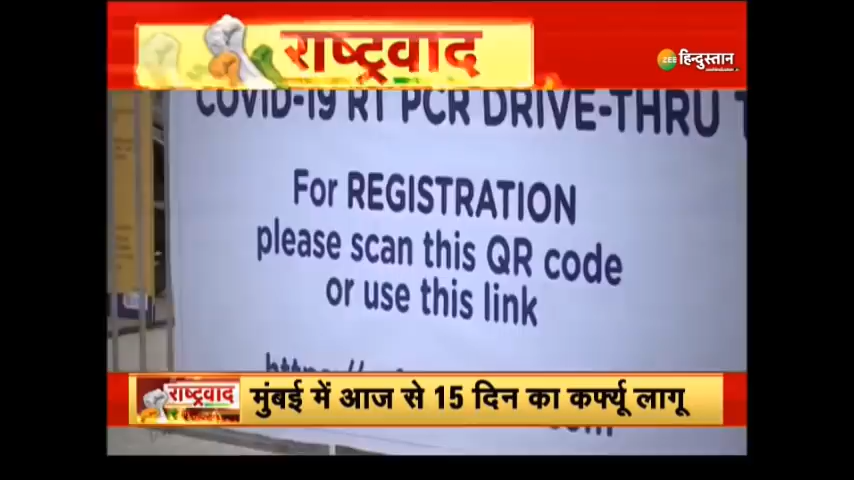 राष्ट्रवाद
ZEE हिन्दुस्तान
COVID-19 RT PCR DRIVE-THRU
For REGISTRATION
please scan this QR code
or use this link
राष्ट्रवाद
मुंबई में आज से 15 दिन का कर्फ्यू लागू